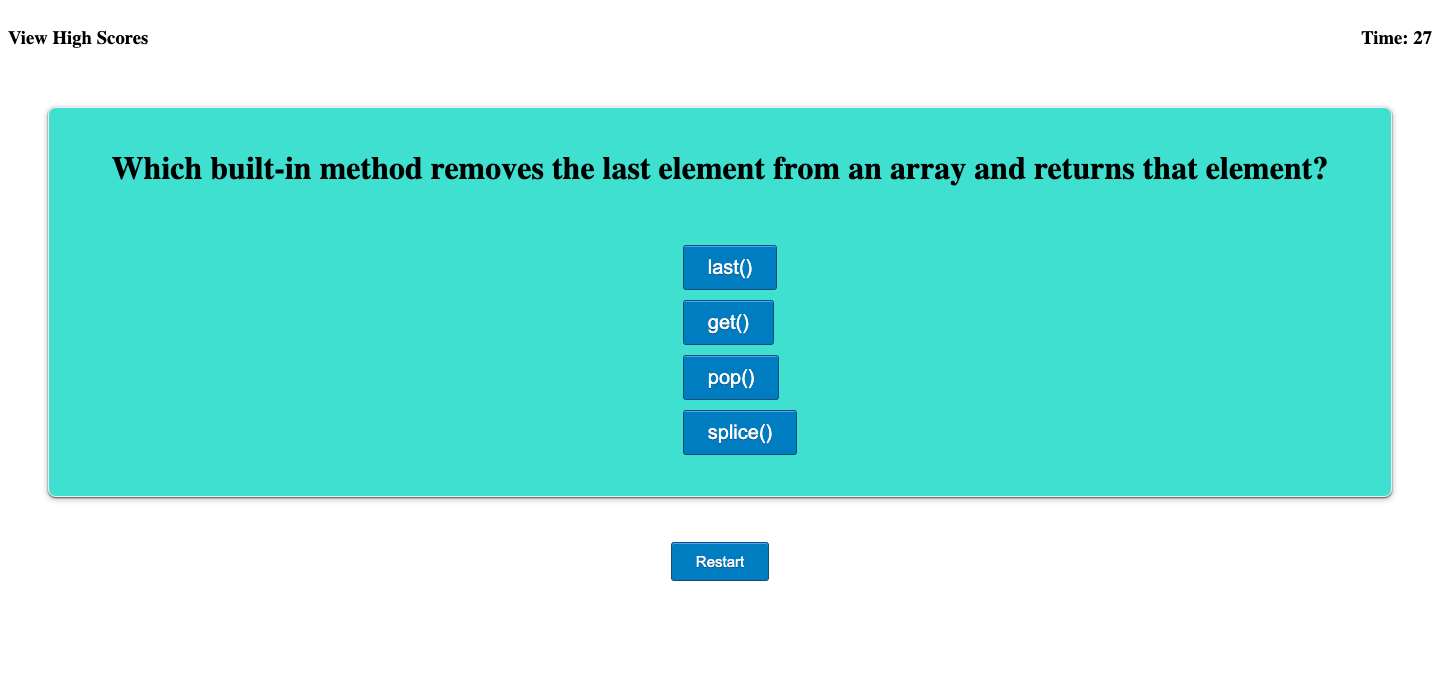 View High Scores
Time: 27
Which built-in method removes the last element from an array and returns that element?
last()
get()
pop()
splice()
Restart